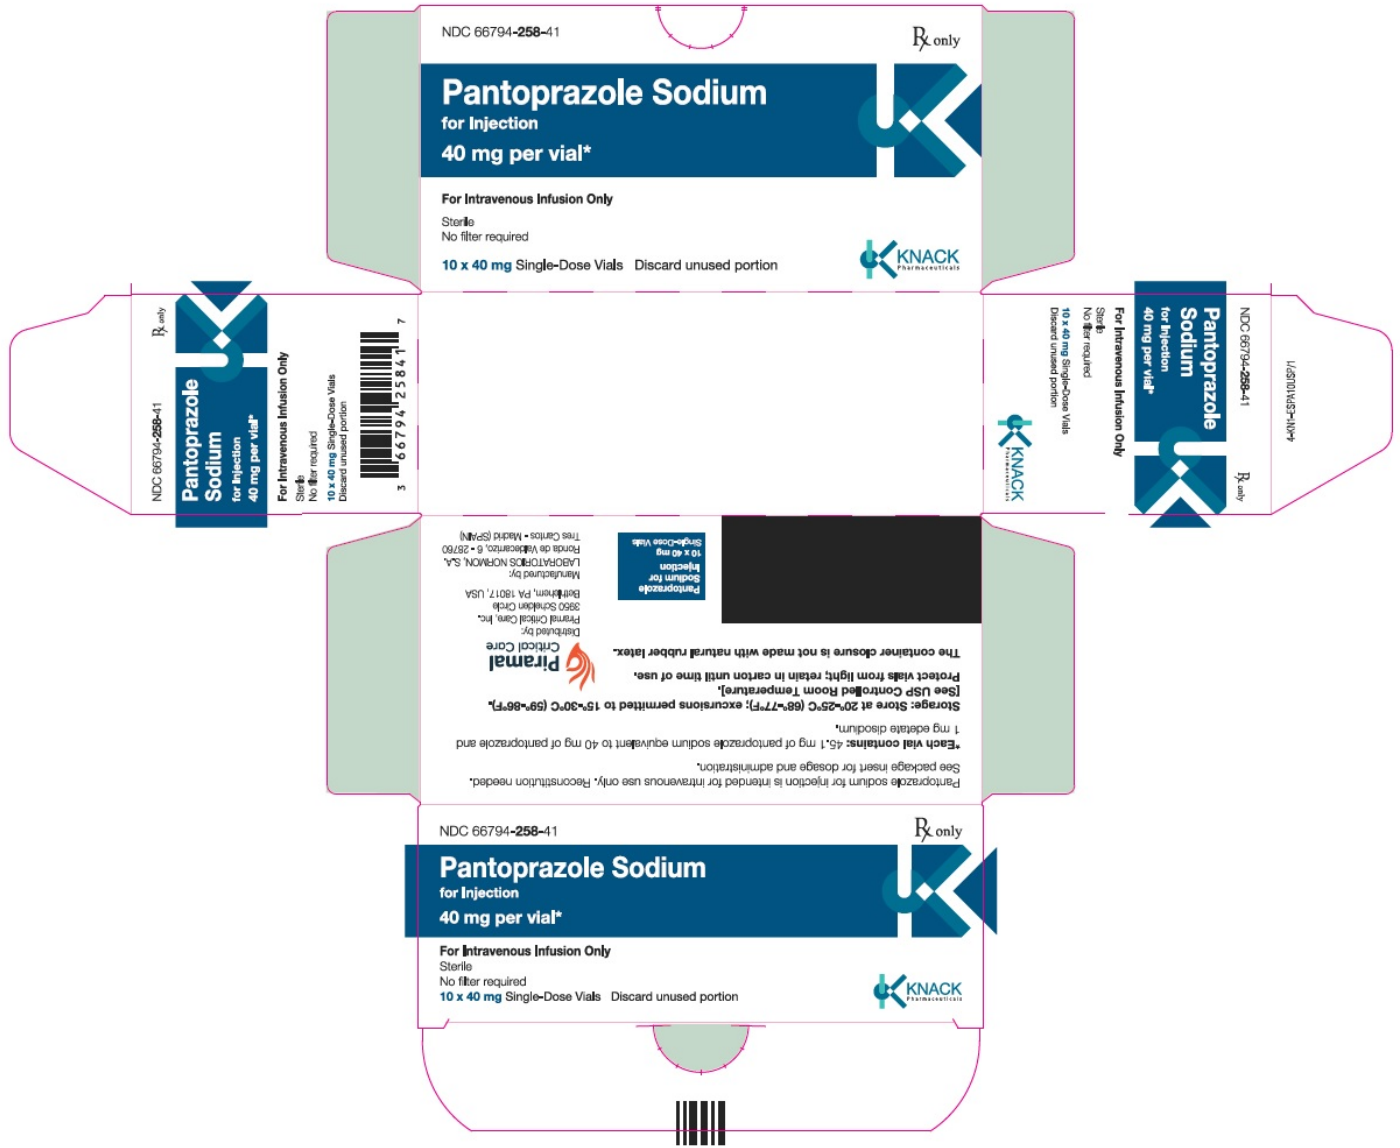 NDC 66794-258-41
Rx only
Pantoprazole Sodium
for Injection
40 mg per vial*
For Intravenous Infusion Only
Sterile
No filter required
10 x 40 mg Single-Dose Vials Discard unused portion
KNACK
Pharmaceuticals
NDC 66794-258-41
Rx only
Pantoprazole
Sodium
for Injection
40 mg per vial*
For Intravenous Infusion Only
Sterile
No filter required
10 x 40 mg Single-Dose Vials
Discard unused portion
3 66794 25841 7
NDC 66794-258-41
Rx only
Pantoprazole
Sodium
for Injection
40 mg per vial*
For Intravenous Infusion Only
Sterile
No filter required
10 x 40 mg Single-Dose Vials
Discard unused portion
KNACK
Pharmaceuticals
Pantoprazole sodium for injection is intended for intravenous use only. Reconstitution needed.
See package insert for dosage and administration.
*Each vial contains: 45.1 mg of pantoprazole sodium equivalent to 40 mg of pantoprazole and
1 mg edetate disodium.
Storage: Store at 20º-25ºC (68º-77ºF); excursions permitted to 15º-30ºC (59º-86ºF).
[See USP Controlled Room Temperature].
Protect vials from light; retain in carton until time of use.
The container closure is not made with natural rubber latex.
Piramal
Critical Care
Distributed by:
Piramal Critical Care, Inc.
3950 Schelden Circle
Bethlehem, PA 18017, USA
Manufactured by:
LABORATORIOS NORMON, S.A.
Ronda de Valdecarrizo, 6 - 28760
Tres Cantos - Madrid (SPAIN)
Pantoprazole
Sodium for
Injection
10 x 40 mg
Single-Dose Vials
NDC 66794-258-41
Rx only
Pantoprazole Sodium
for Injection
40 mg per vial*
For Intravenous Infusion Only
Sterile
No filter required
10 x 40 mg Single-Dose Vials Discard unused portion
KNACK
Pharmaceuticals